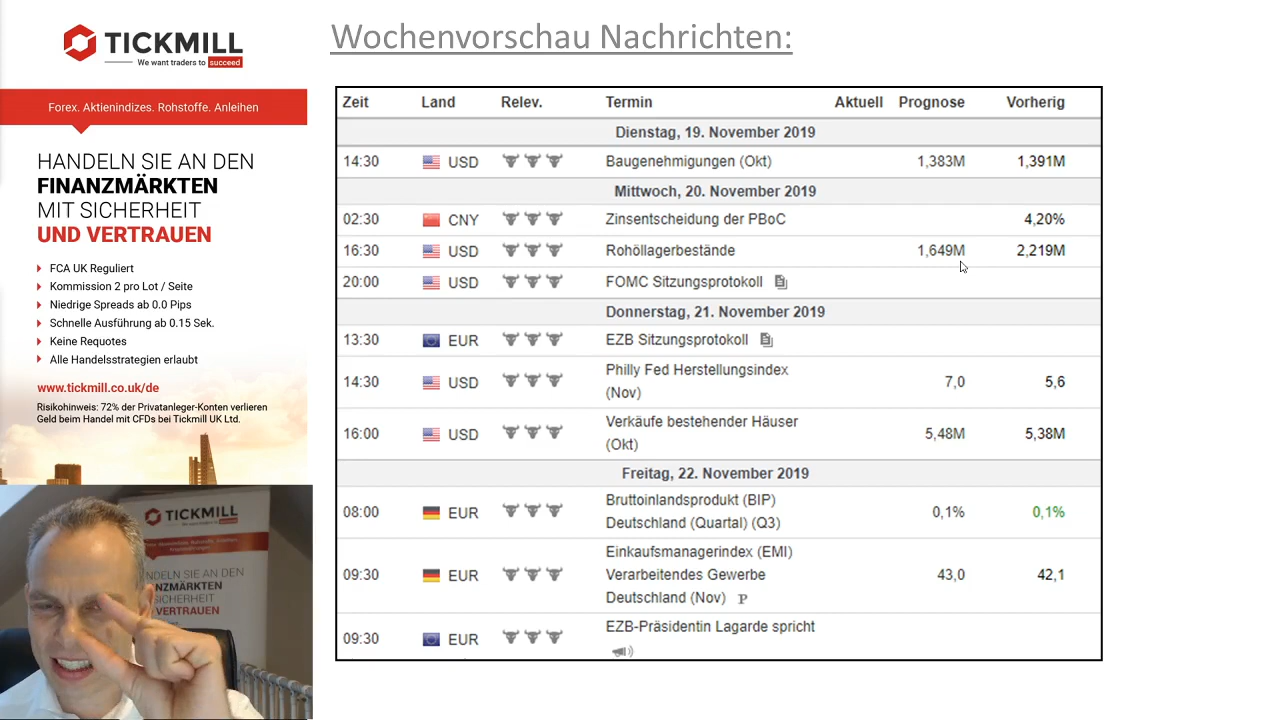 TICKMILL
We want traders to succeed
Forex. Aktienindizes. Rohstoffe. Anleihen
HANDELN SIE AN DEN
FINANZMÄRKTEN
MIT SICHERHEIT
UND VERTRAUEN
FCA UK Reguliert
Kommission 2 pro Lot / Seite
Niedrige Spreads ab 0.0 Pips
Schnelle Ausführung ab 0.15 Sek.
Keine Requotes
Alle Handelsstrategien erlaubt
www.tickmill.co.uk/de
Risikohinweis: 72% der Privatanleger-Konten verlieren
Geld beim Handel mit CFDs bei Tickmill UK Ltd.
Wochenvorschau Nachrichten:
Zeit Land Relev. Termin Aktuell Prognose Vorherig
Dienstag, 19. November 2019
14:30 USD Baugenehmigungen (Okt) 1,383M 1,391M
Mittwoch, 20. November 2019
02:30 CNY Zinsentscheidung der PBoC 4,20%
16:30 USD Rohöllagerbestände 1,649M 2,219M
20:00 USD FOMC Sitzungsprotokoll
Donnerstag, 21. November 2019
13:30 EUR EZB Sitzungsprotokoll
14:30 USD Philly Fed Herstellungsindex
(Nov) 7,0 5,6
16:00 USD Verkäufe bestehender Häuser
(Okt) 5,48M 5,38M
Freitag, 22. November 2019
08:00 EUR Bruttoinlandsprodukt (BIP)
Deutschland (Quartal) (Q3) 0,1% 0,1%
09:30 EUR Einkaufsmanagerindex (EMI)
Verarbeitendes Gewerbe
Deutschland (Nov) P 43,0 42,1
09:30 EUR EZB-Präsidentin Lagarde spricht
TICKMILL
NDELN SIE AN DEN
NZMÄRKTEN
SICHERHEIT
VERTRAUEN